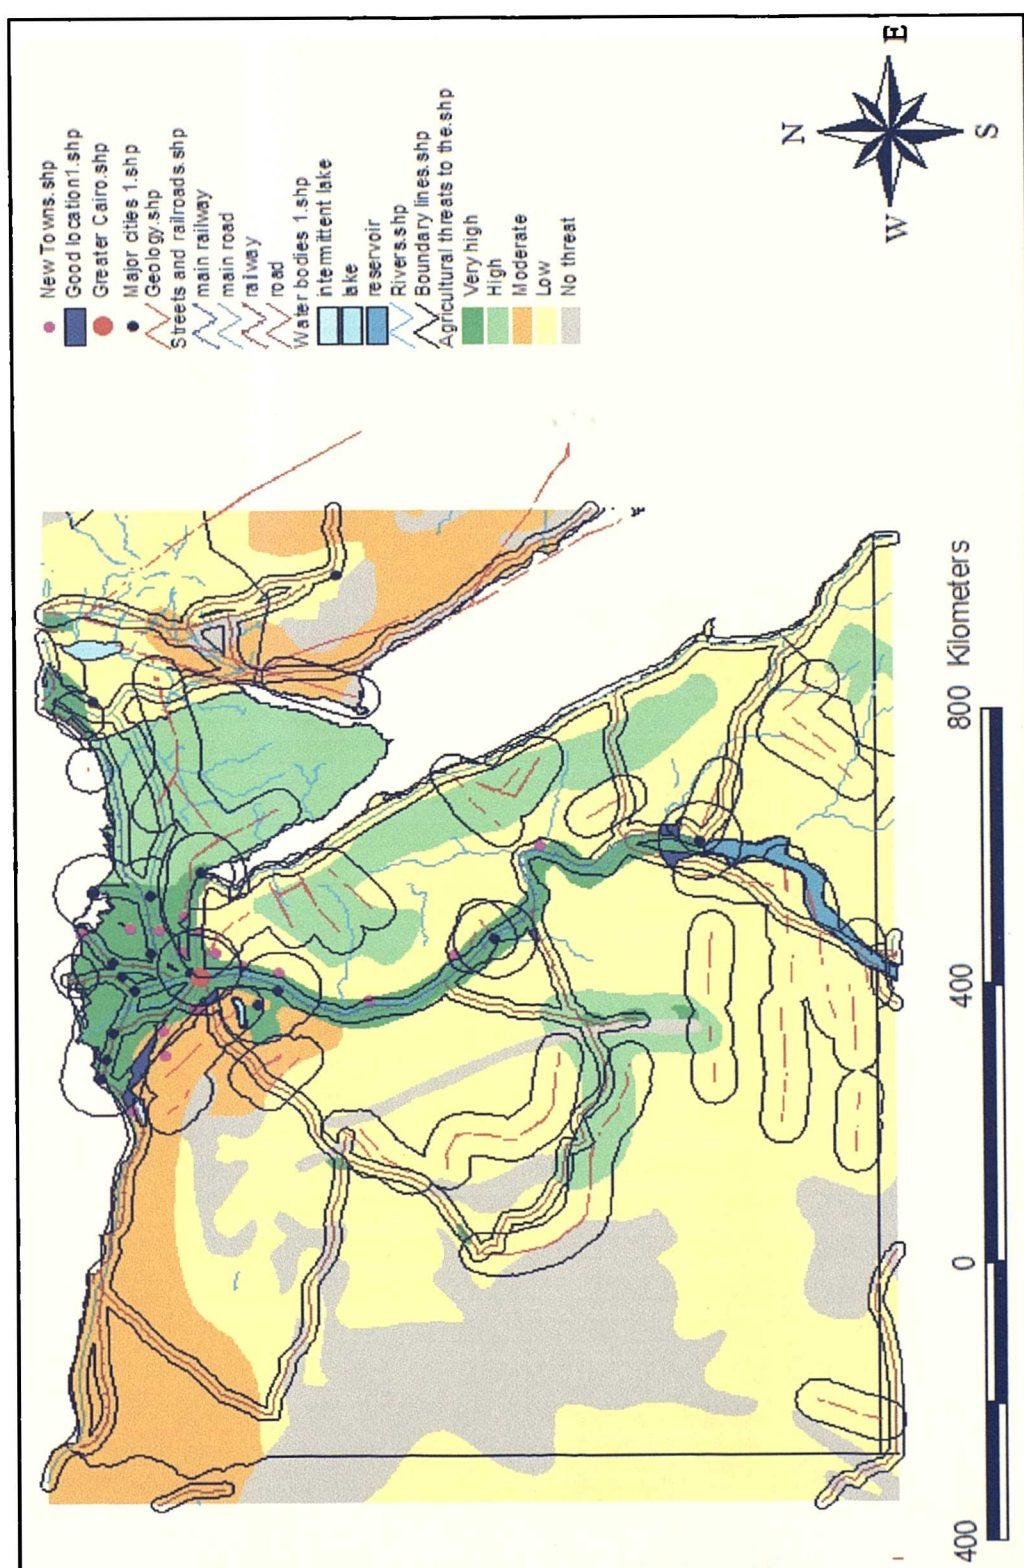 New Towns.shp
Good location1.shp
Greater Cairo.shp
Major cities 1.shp
Geology.shp
Streets and railroads.shp
main railway
main road
railway
road
Water bodies 1.shp
intermittent lake
lake
reservoir
Rivers.shp
Boundary lines.shp
Agricultural threats to the.shp
Very high
High
Moderate
Low
No threat
N
E
S
W
400
0
400
800 Kilometers